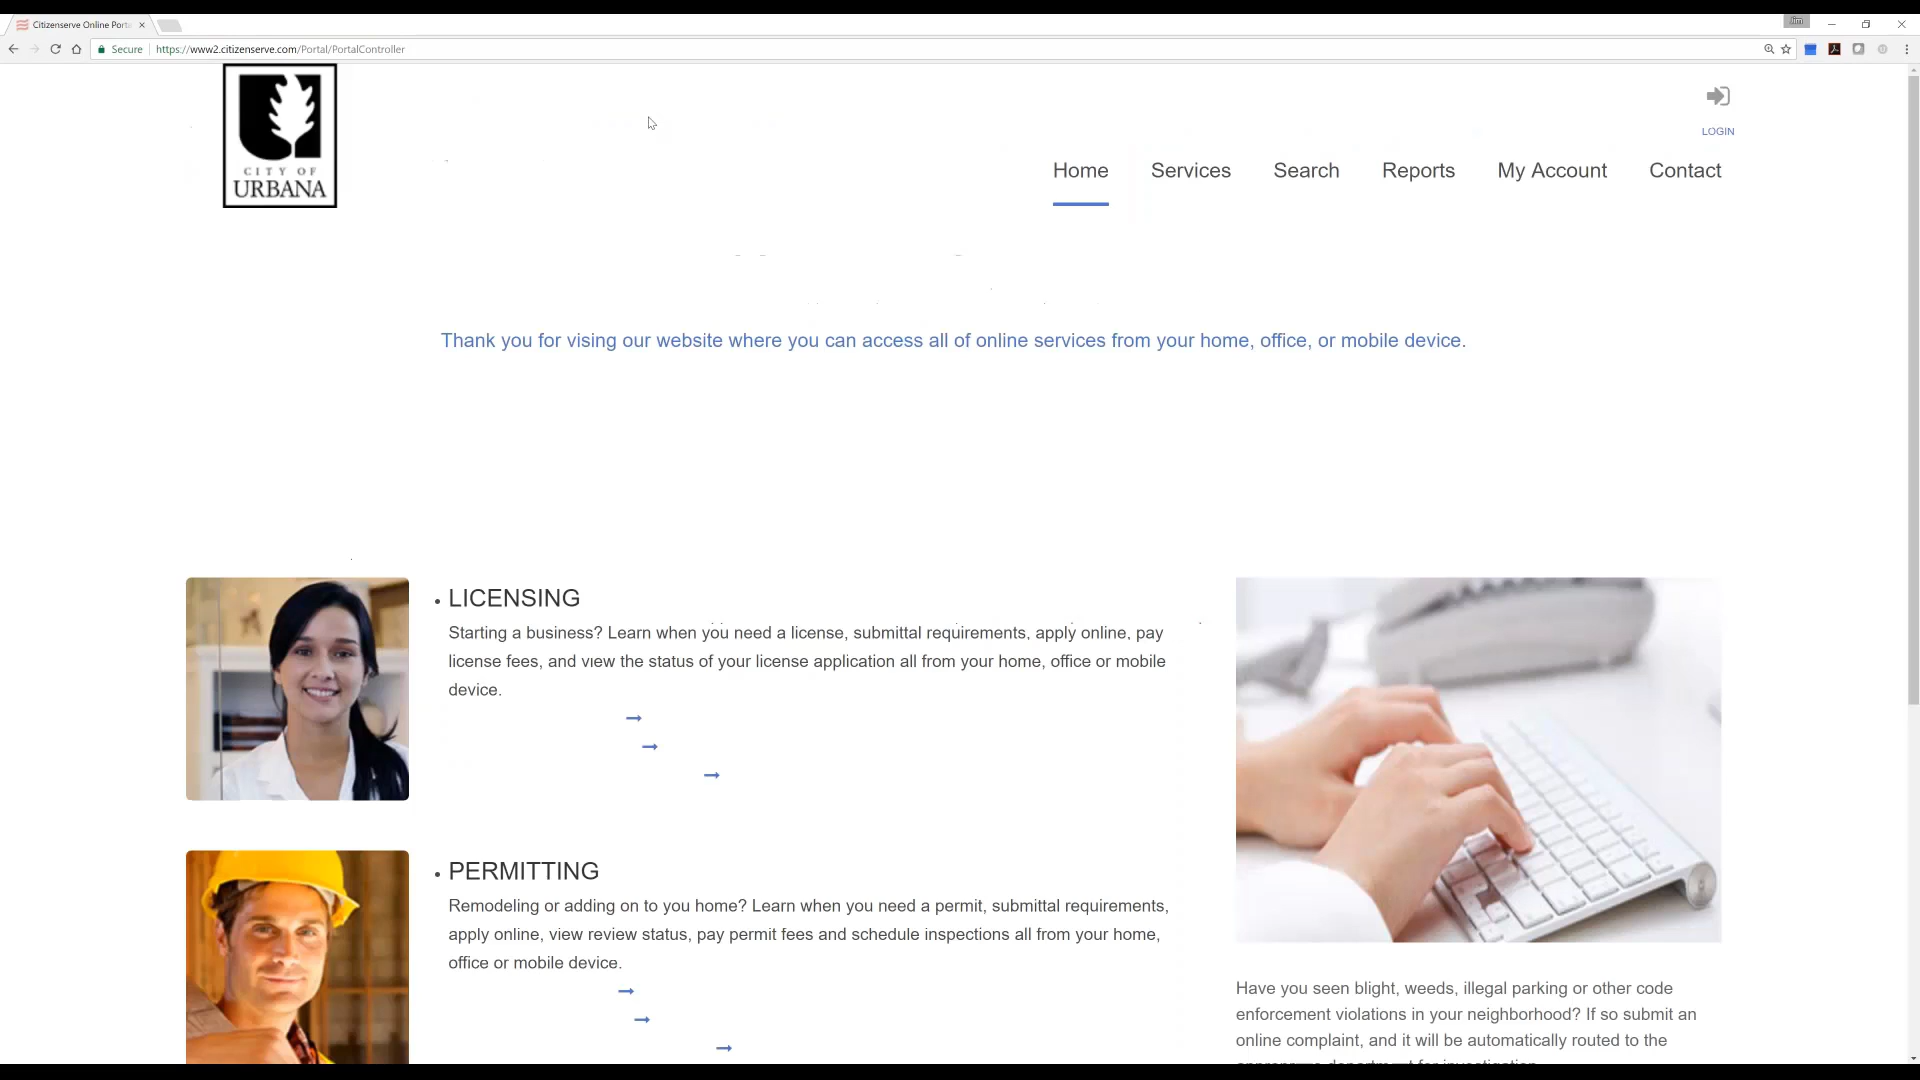 Citizenserve Online Porta
Jim
Secure
https://www2.citizenserve.com/Portal/PortalController
CITY OF
URBANA
LOGIN
Home
Services
Search
Reports
My Account
Contact
Thank you for vising our website where you can access all of online services from your home, office, or mobile device.
LICENSING
Starting a business? Learn when you need a license, submittal requirements, apply online, pay
license fees, and view the status of your license application all from your home, office or mobile
device.
PERMITTING
Remodeling or adding on to you home? Learn when you need a permit, submittal requirements,
apply online, view review status, pay permit fees and schedule inspections all from your home,
office or mobile device.
Have you seen blight, weeds, illegal parking or other code
enforcement violations in your neighborhood? If so submit an
online complaint, and it will be automatically routed to the